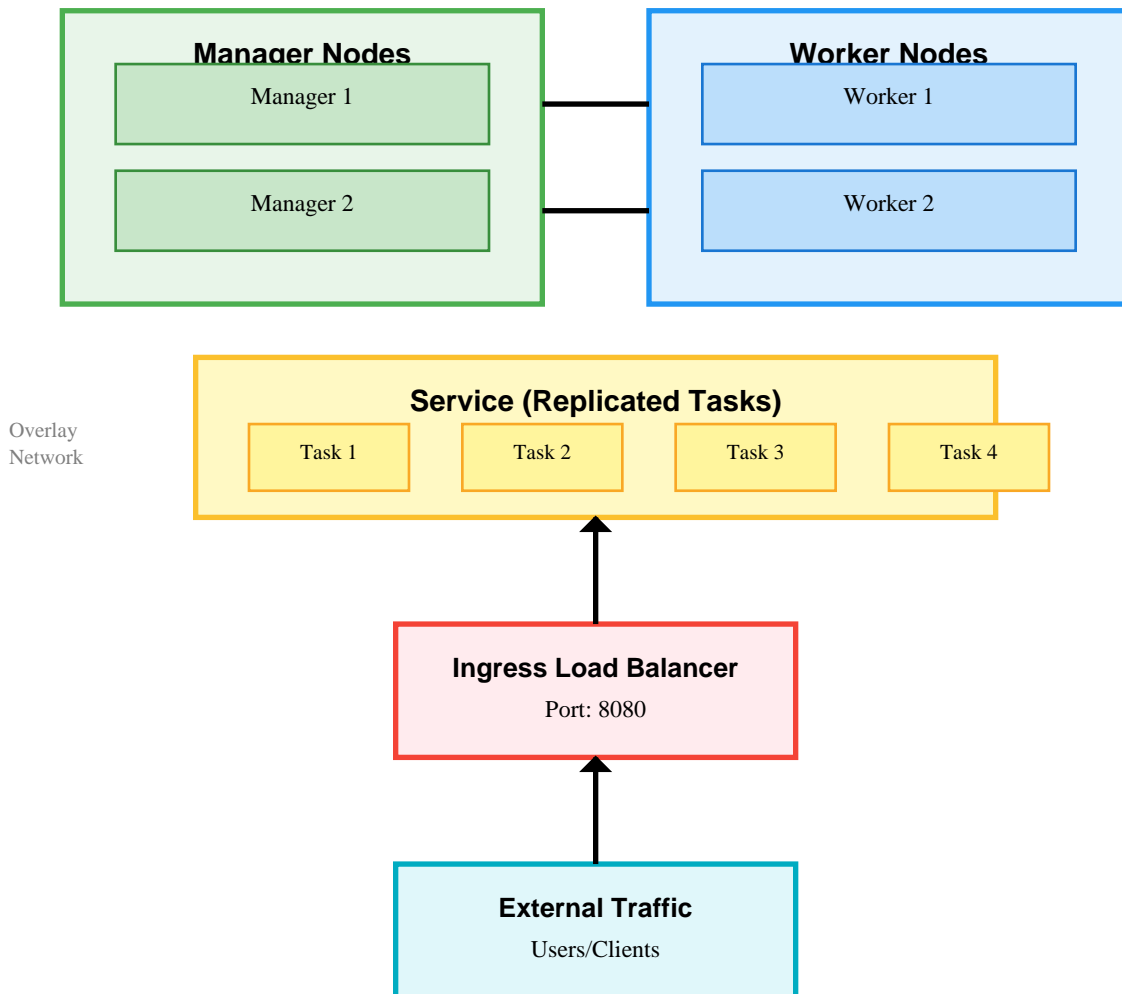 Manager Nodes
Manager 1
Manager 2
Worker Nodes
Worker 1
Worker 2
Overlay
Network
Service (Replicated Tasks)
Task 1
Task 2
Task 3
Task 4
Ingress Load Balancer
Port: 8080
External Traffic
Users/Clients